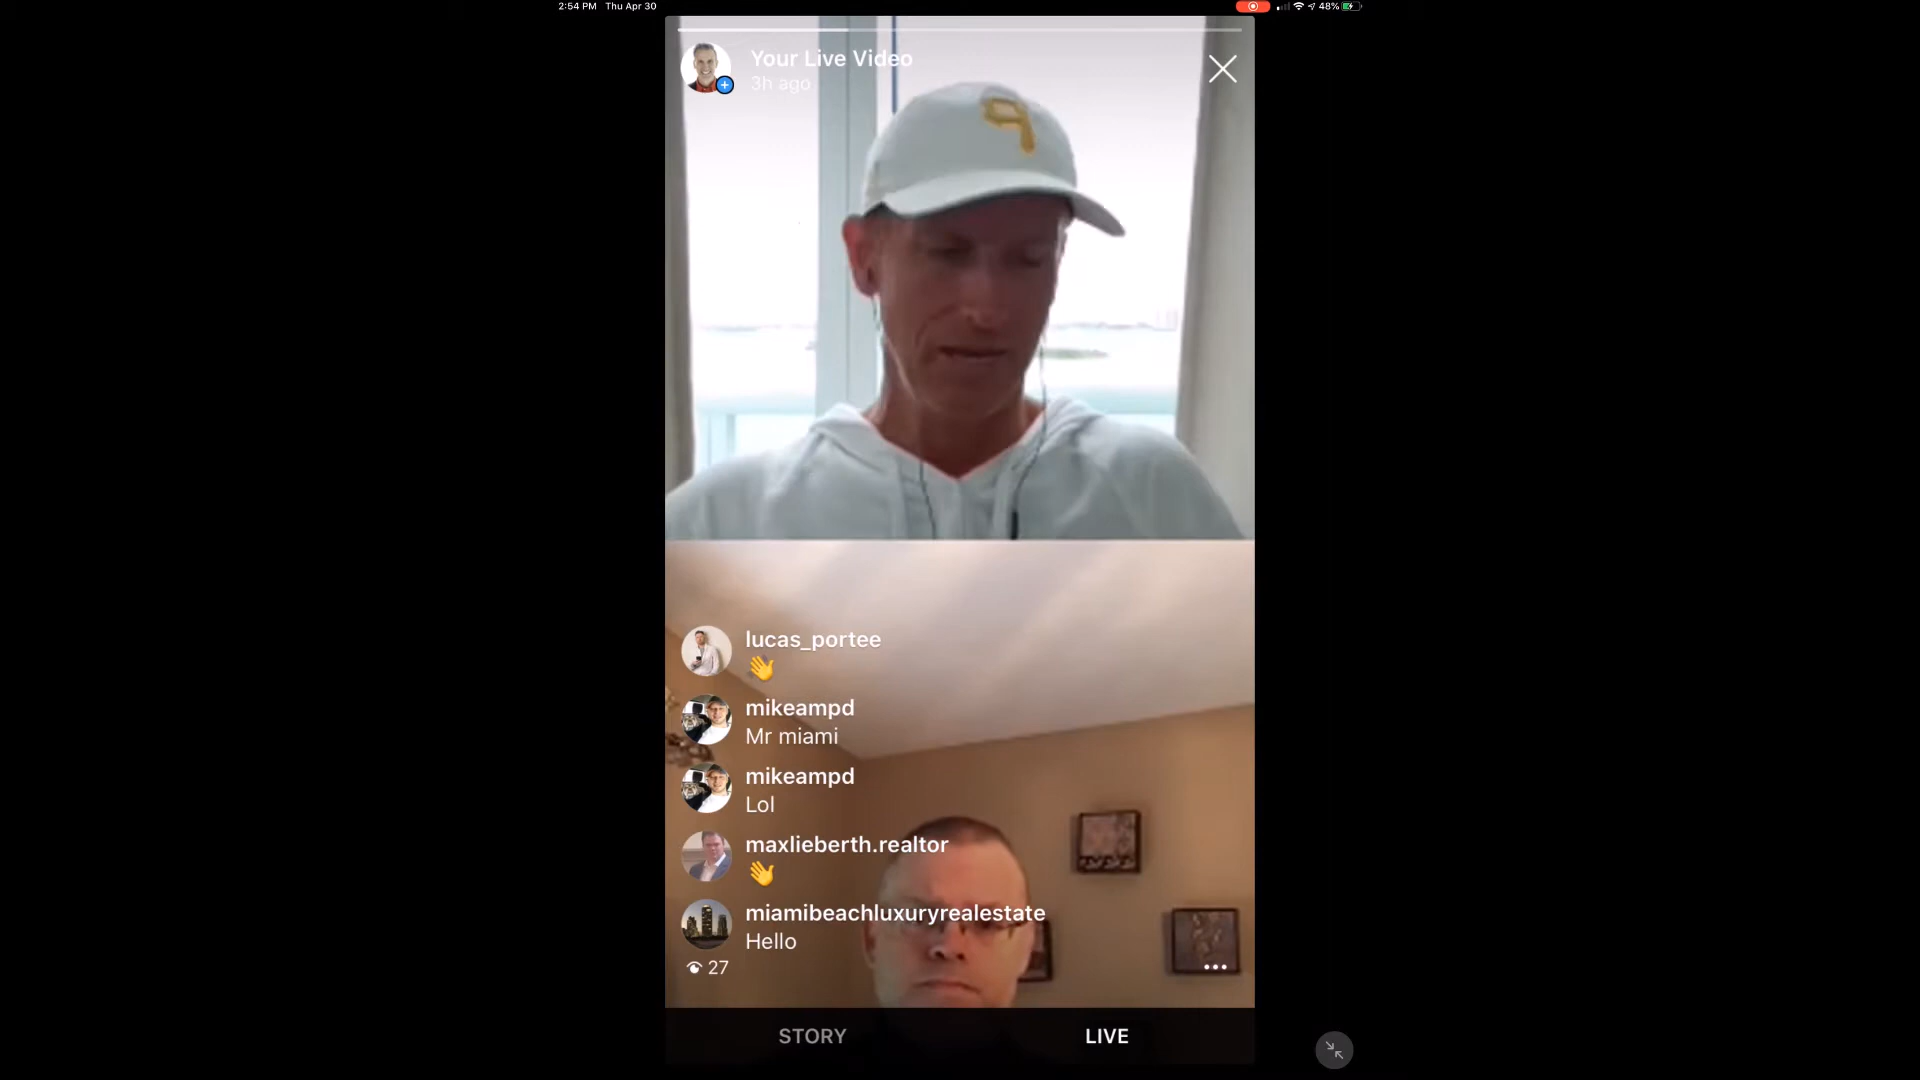 2:54 PM Thu Apr 30
48%
Your Live Video
3h ago
P
lucas_portee
👋
mikeampd
Mr miami
mikeampd
Lol
maxlieberth.realtor
👋
miamibeachluxuryrealestate
Hello
27
STORY LIVE